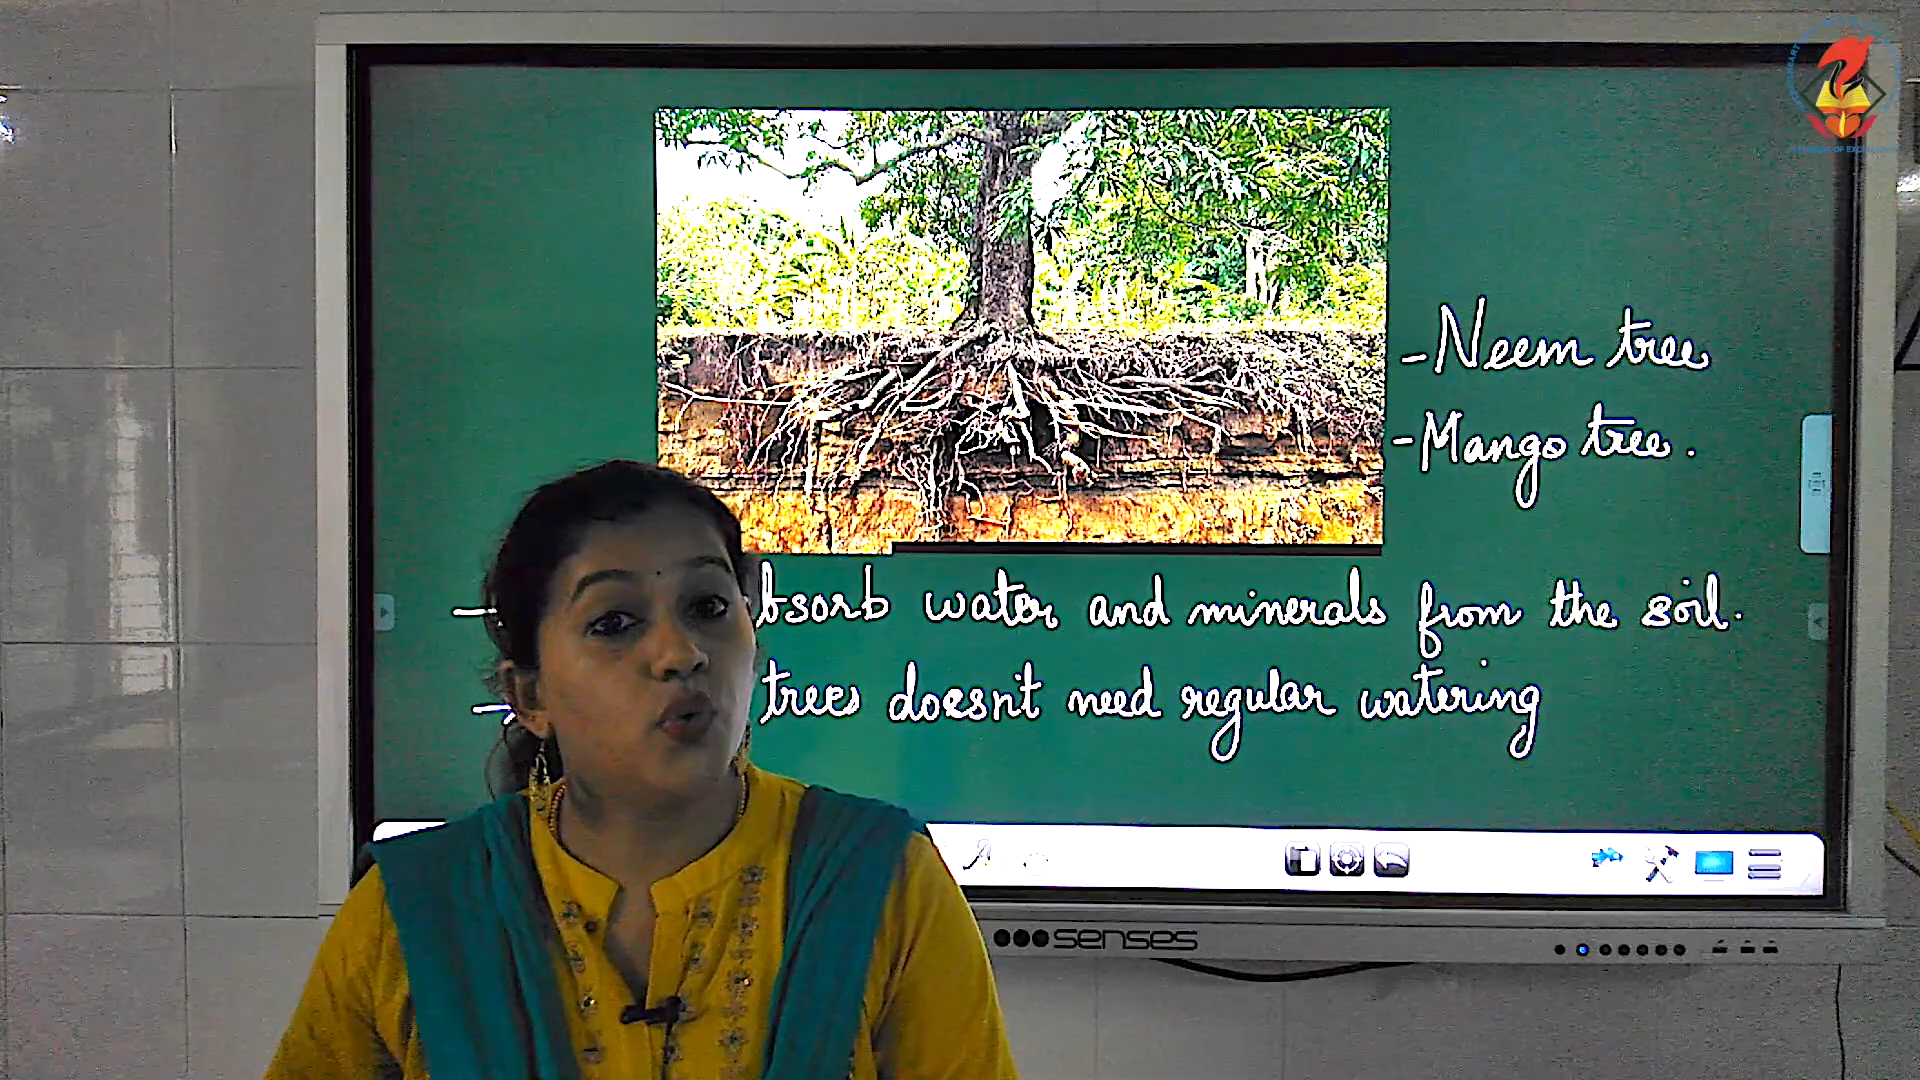 - Neem tree
- Mango tree.
bsorb water and minerals from the soil.
trees doesn't need regular watering
senses